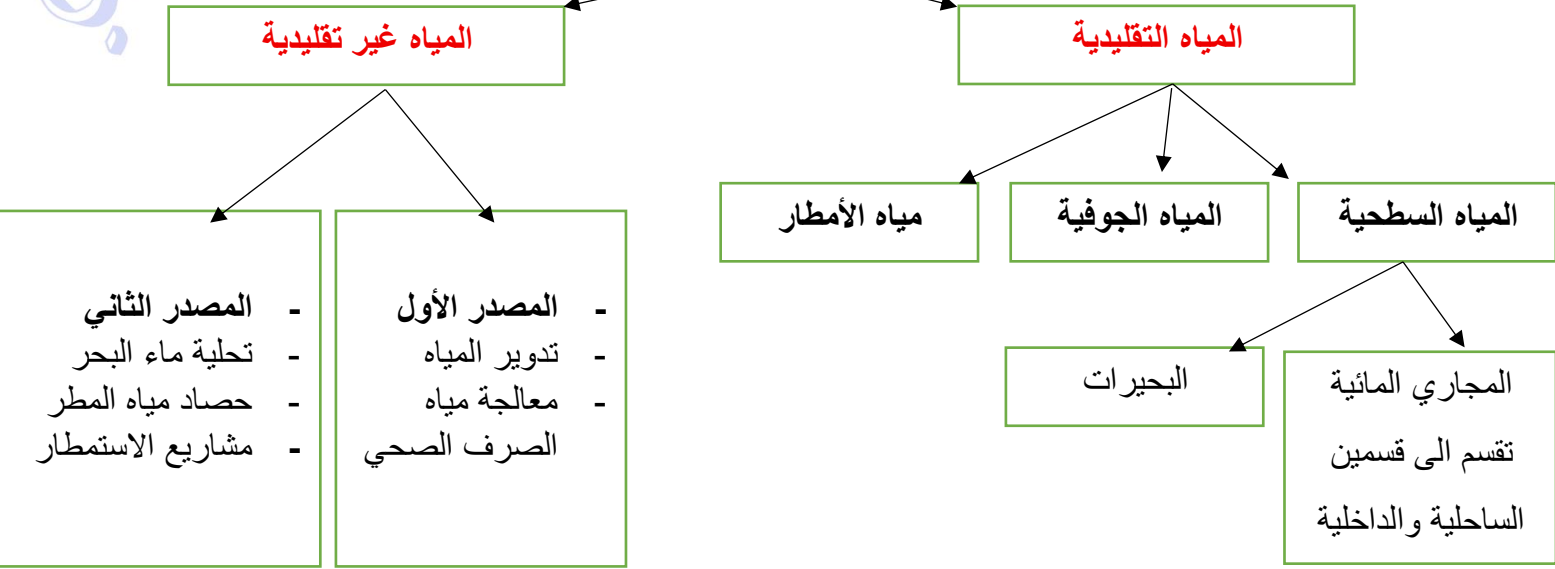 المياه التقليدية
المياه غير تقليدية
المياه السطحية
المياه الجوفية
مياه الأمطار
المجاري المائية
تقسم الى قسمين
الساحلية والداخلية
البحيرات
- المصدر الأول
- تدوير المياه
- معالجة مياه
الصرف الصحي
- المصدر الثاني
- تحلية ماء البحر
- حصاد مياه المطر
- مشاريع الاستمطار